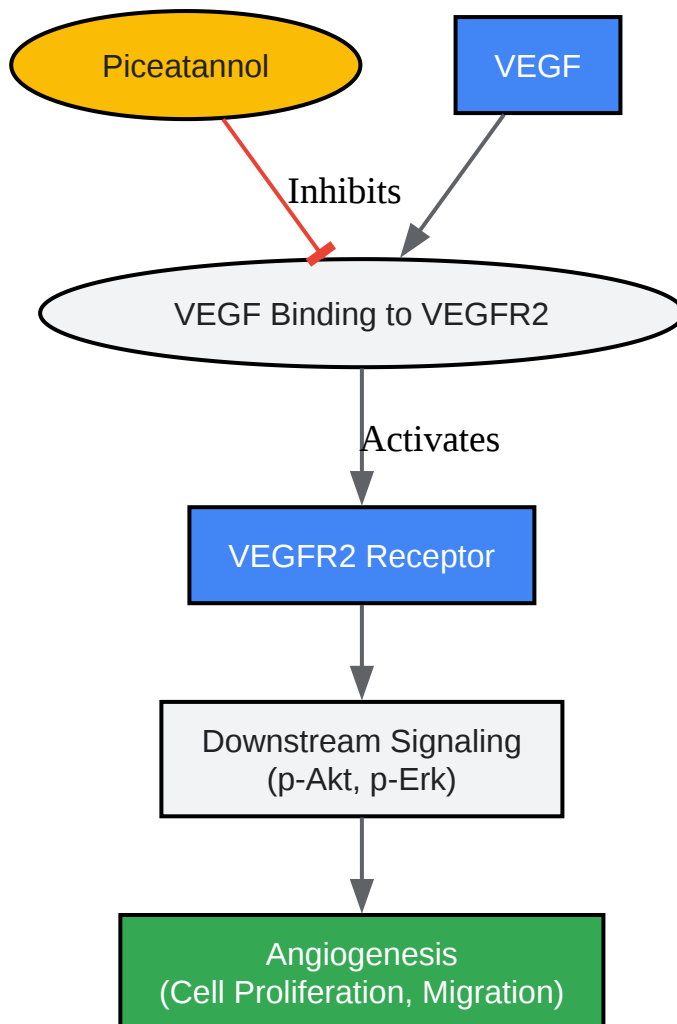 Piceatannol
VEGF
Inhibits
VEGF Binding to VEGFR2
Activates
VEGFR2 Receptor
Downstream Signaling
(p-Akt, p-Erk)
Angiogenesis
(Cell Proliferation, Migration)